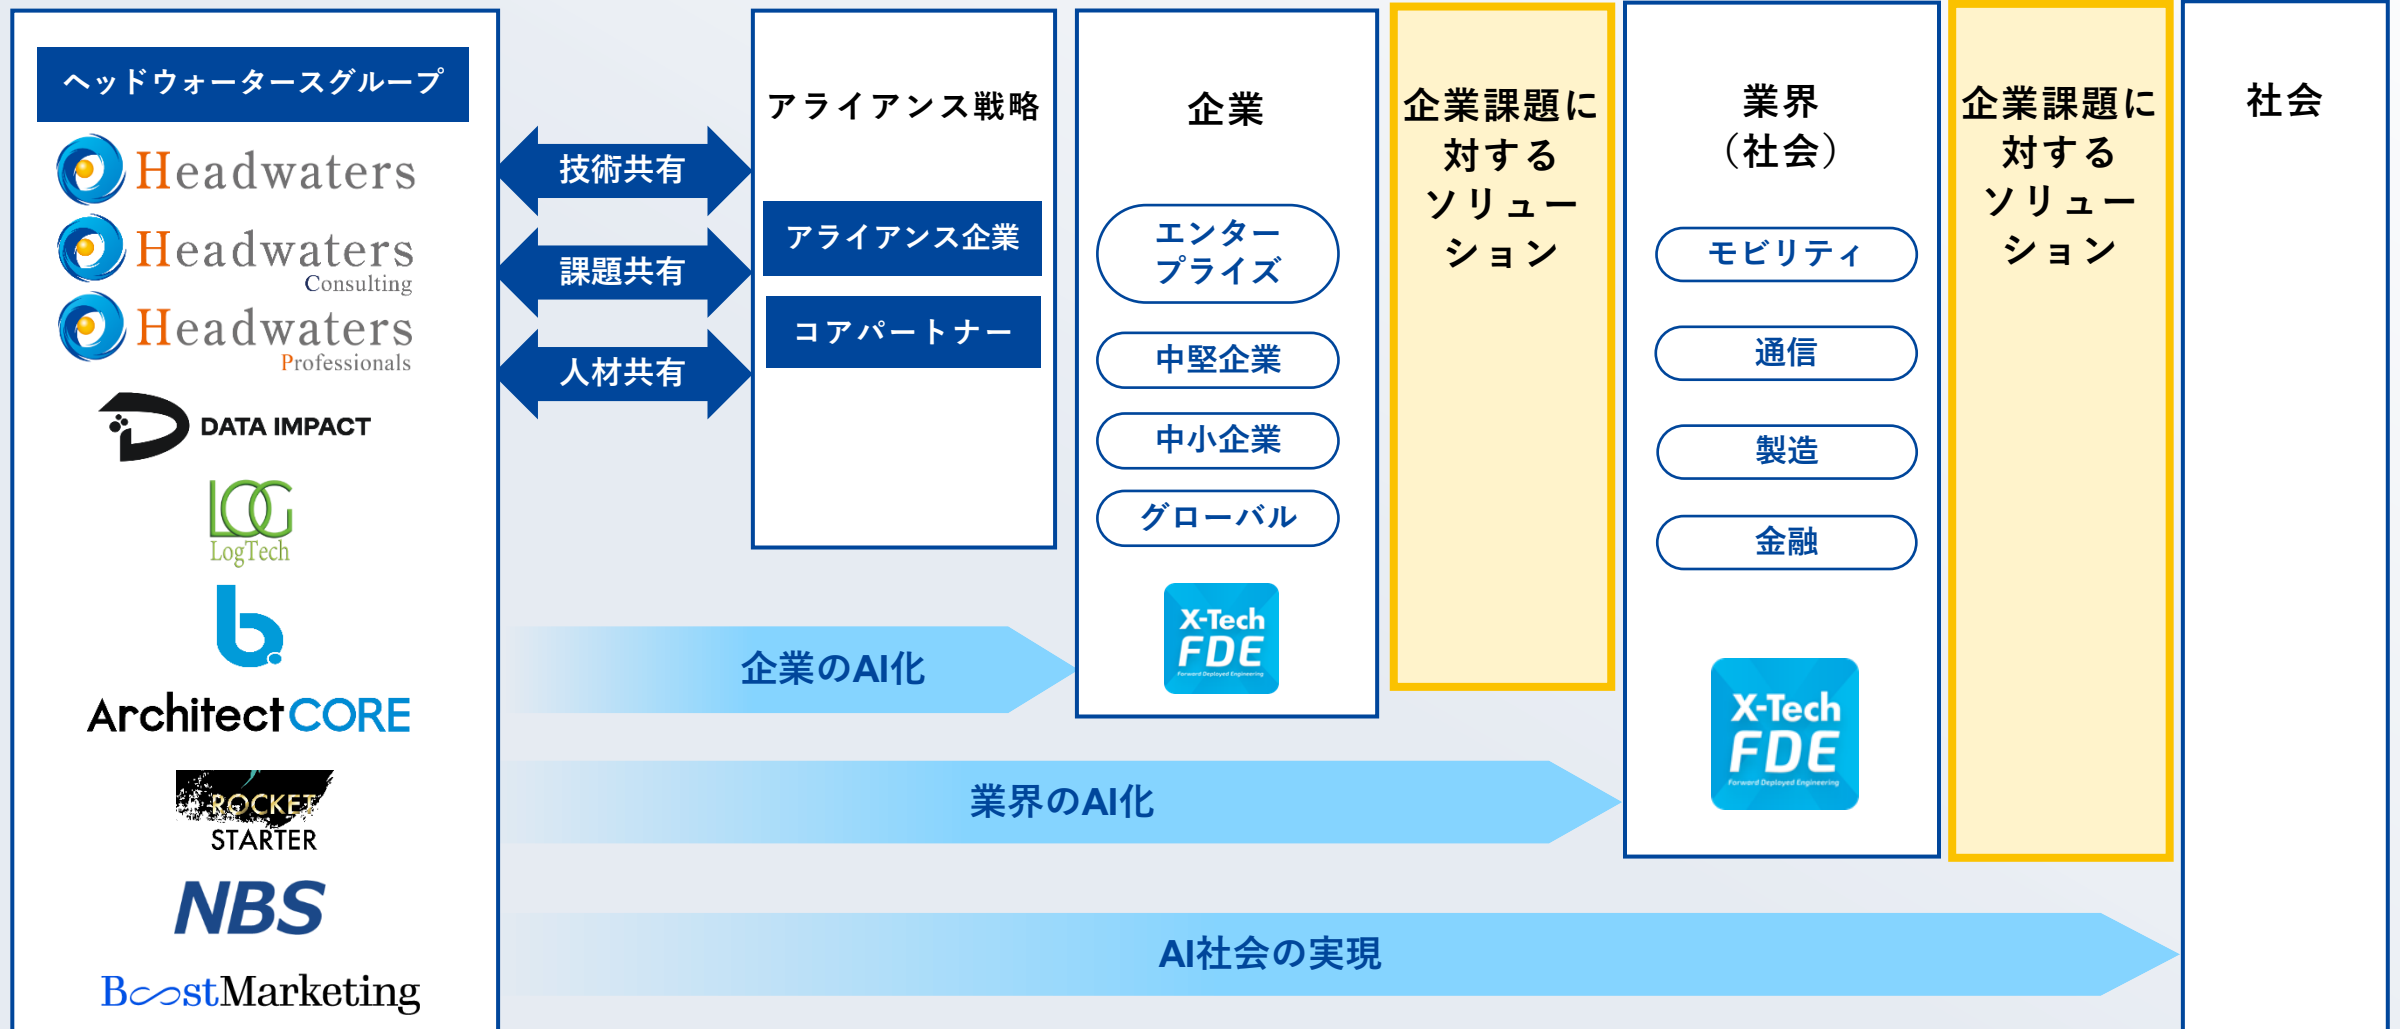 ヘッドウォータースグループ
Headwaters
Headwaters
Consulting
Headwaters
Professionals
DATA IMPACT
LOG
LogTech
b
ArchitectCORE
ROCKET
STARTER
NBS
BoostMarketing
技術共有
課題共有
人材共有
アライアンス戦略
アライアンス企業
コアパートナー
企業
エンター
プライズ
中堅企業
中小企業
グローバル
X-Tech
FDE
Forward Deployed Engineering
企業課題に
対する
ソリュー
ション
業界
（社会）
モビリティ
通信
製造
金融
X-Tech
FDE
Forward Deployed Engineering
企業課題に
対する
ソリュー
ション
社会
企業のAI化
業界のAI化
AI社会の実現